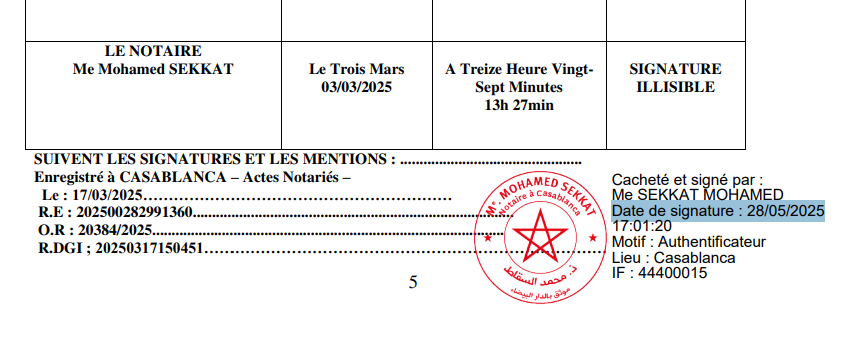 LE NOTAIRE
Me Mohamed SEKKAT
Le Trois Mars
03/03/2025
A Treize Heure Vingt-
Sept Minutes
13h 27min
SIGNATURE
ILLISIBLE
SUIVENT LES SIGNATURES ET LES MENTIONS : ................................................
Enregistré à CASABLANCA – Actes Notariés –
Le : 17/03/2025……………………………………………………
R.E : 202500282991360................................................................................
O.R : 20384/2025...........................................................................................
R.DGI ; 20250317150451……………………………………………………………
Me. MOHAMED SEKKAT
Notaire à Casablanca
ذ. محمد السقاط
موثق بالدار البيضاء
Cacheté et signé par :
Me SEKKAT MOHAMED
Date de signature : 28/05/2025
17:01:20
Motif : Authentificateur
Lieu : Casablanca
IF : 44400015
5